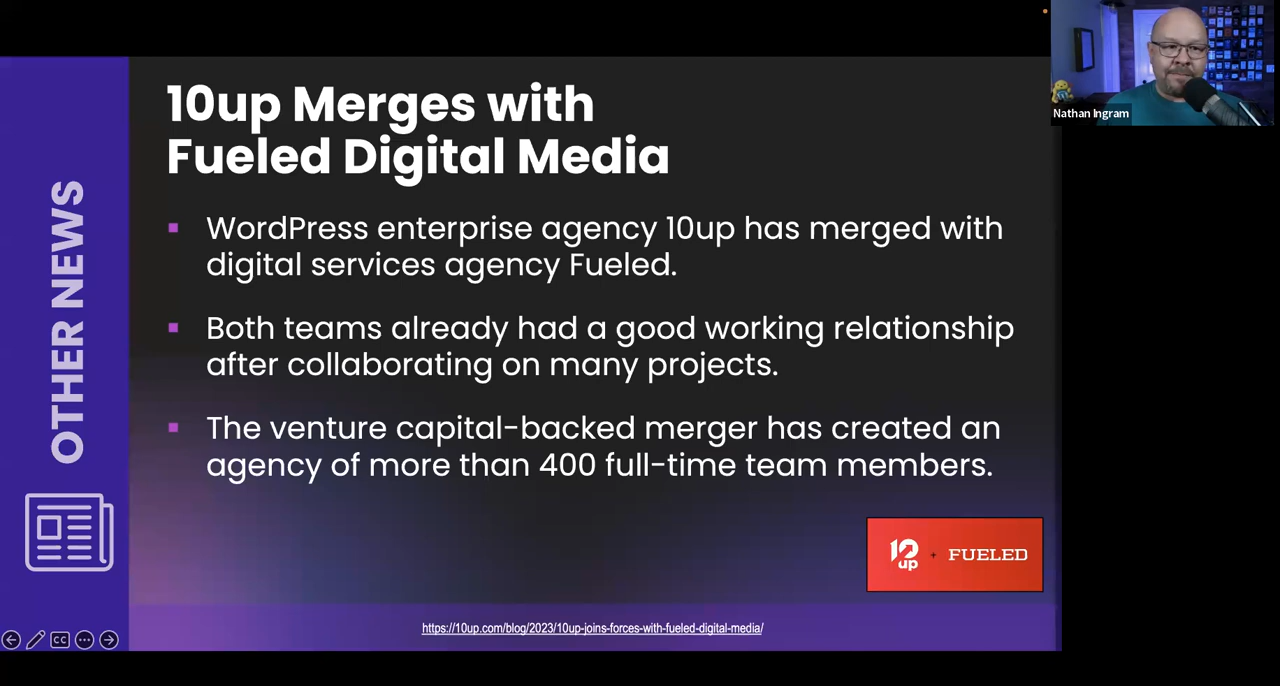 10up Merges with
Fueled Digital Media
WordPress enterprise agency 10up has merged with
digital services agency Fueled.
Both teams already had a good working relationship
after collaborating on many projects.
The venture capital-backed merger has created an
agency of more than 400 full-time team members.
OTHER NEWS
10up + FUELED
https://10up.com/blog/2023/10up-joins-forces-with-fueled-digital-media/
CC
Nathan Ingram